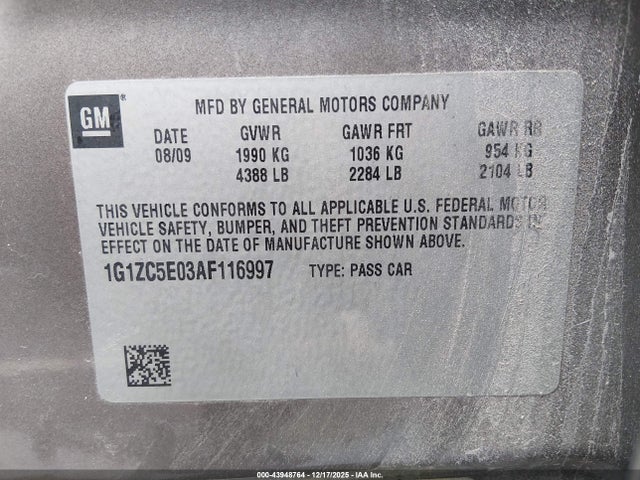 GM®
MFD BY GENERAL MOTORS COMPANY
DATE GVWR GAWR FRT GAWR RR
08/09 1990 KG 1036 KG 954 KG
4388 LB 2284 LB 2104 LB
THIS VEHICLE CONFORMS TO ALL APPLICABLE U.S. FEDERAL MOTOR
VEHICLE SAFETY, BUMPER, AND THEFT PREVENTION STANDARDS IN
EFFECT ON THE DATE OF MANUFACTURE SHOWN ABOVE.
1G1ZC5E03AF116997 TYPE: PASS CAR
000-43948764 - 12/17/2025 - IAAI.COM